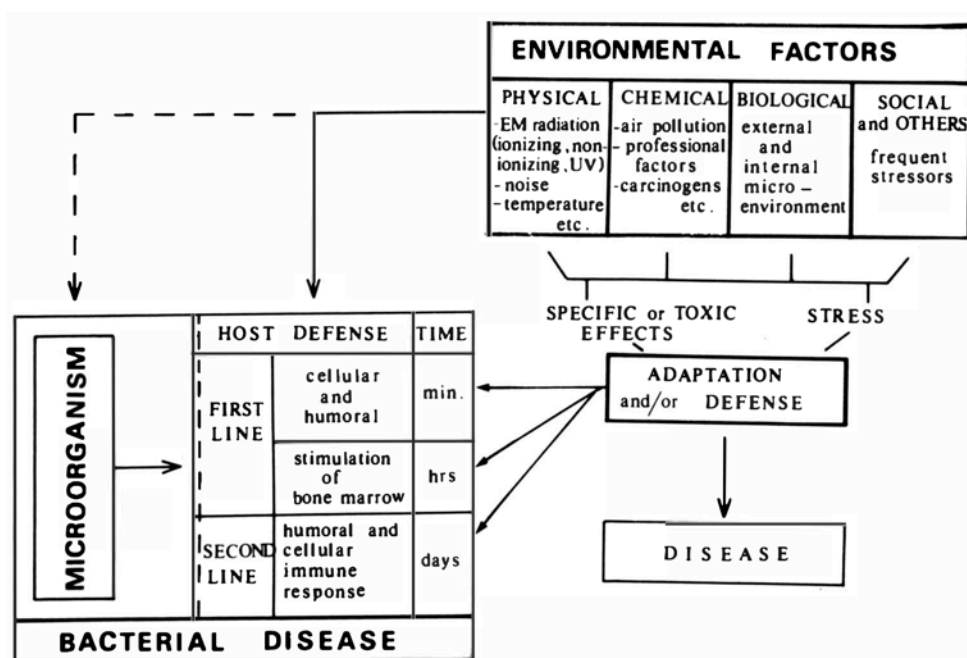 ENVIRONMENTAL FACTORS
PHYSICAL
-EM radiation
(ionizing, non-
ionizing, UV)
- noise
- temperature
etc.
CHEMICAL
-air pollution
- professional
factors
-carcinogens
etc.
BIOLOGICAL
external
and
internal
micro-
environment
SOCIAL
and OTHERS
frequent
stressors
SPECIFIC or TOXIC
EFFECTS
STRESS
ADAPTATION
and/or DEFENSE
DISEASE
MICROORGANISM
HOST DEFENSE
TIME
FIRST
LINE
cellular
and
humoral
min.
stimulation
of
bone marrow
hrs
SECOND
LINE
humoral and
cellular
immune
response
days
BACTERIAL DISEASE